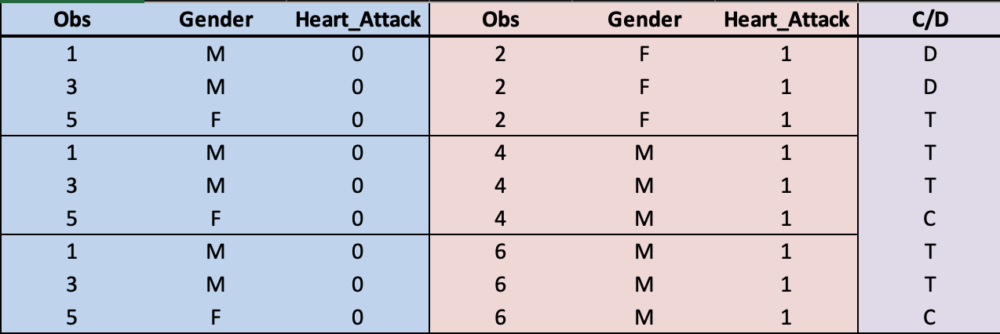 Obs Gender Heart_Attack Obs Gender Heart_Attack C/D
1 M 0 2 F 1 D
3 M 0 2 F 1 D
5 F 0 2 F 1 T
1 M 0 4 M 1 T
3 M 0 4 M 1 T
5 F 0 4 M 1 C
1 M 0 6 M 1 T
3 M 0 6 M 1 T
5 F 0 6 M 1 C